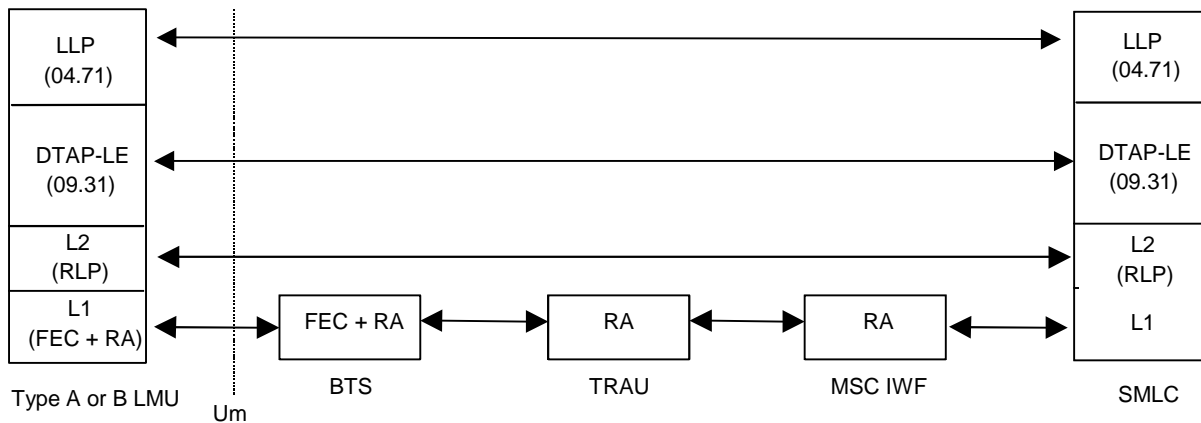 LLP
(04.71)
LLP
(04.71)
DTAP-LE
(09.31)
DTAP-LE
(09.31)
L2
(RLP)
L2
(RLP)
L1
(FEC + RA)
FEC + RA
RA
RA
L1
Type A or B LMU
Um
BTS
TRAU
MSC IWF
SMLC